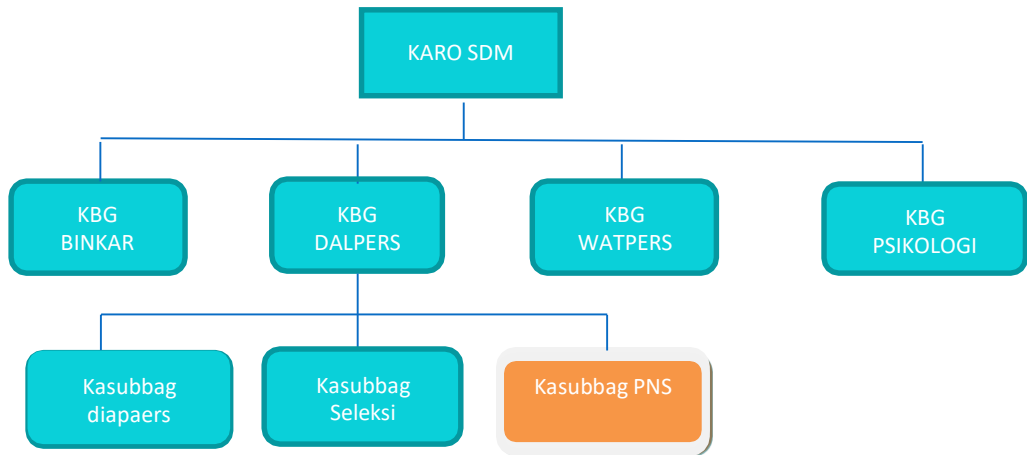 KARO SDM
KBG
BINKAR
KBG
DALPERS
KBG
WATPERS
KBG
PSIKOLOGI
Kasubbag
diapaers
Kasubbag
Seleksi
Kasubbag PNS